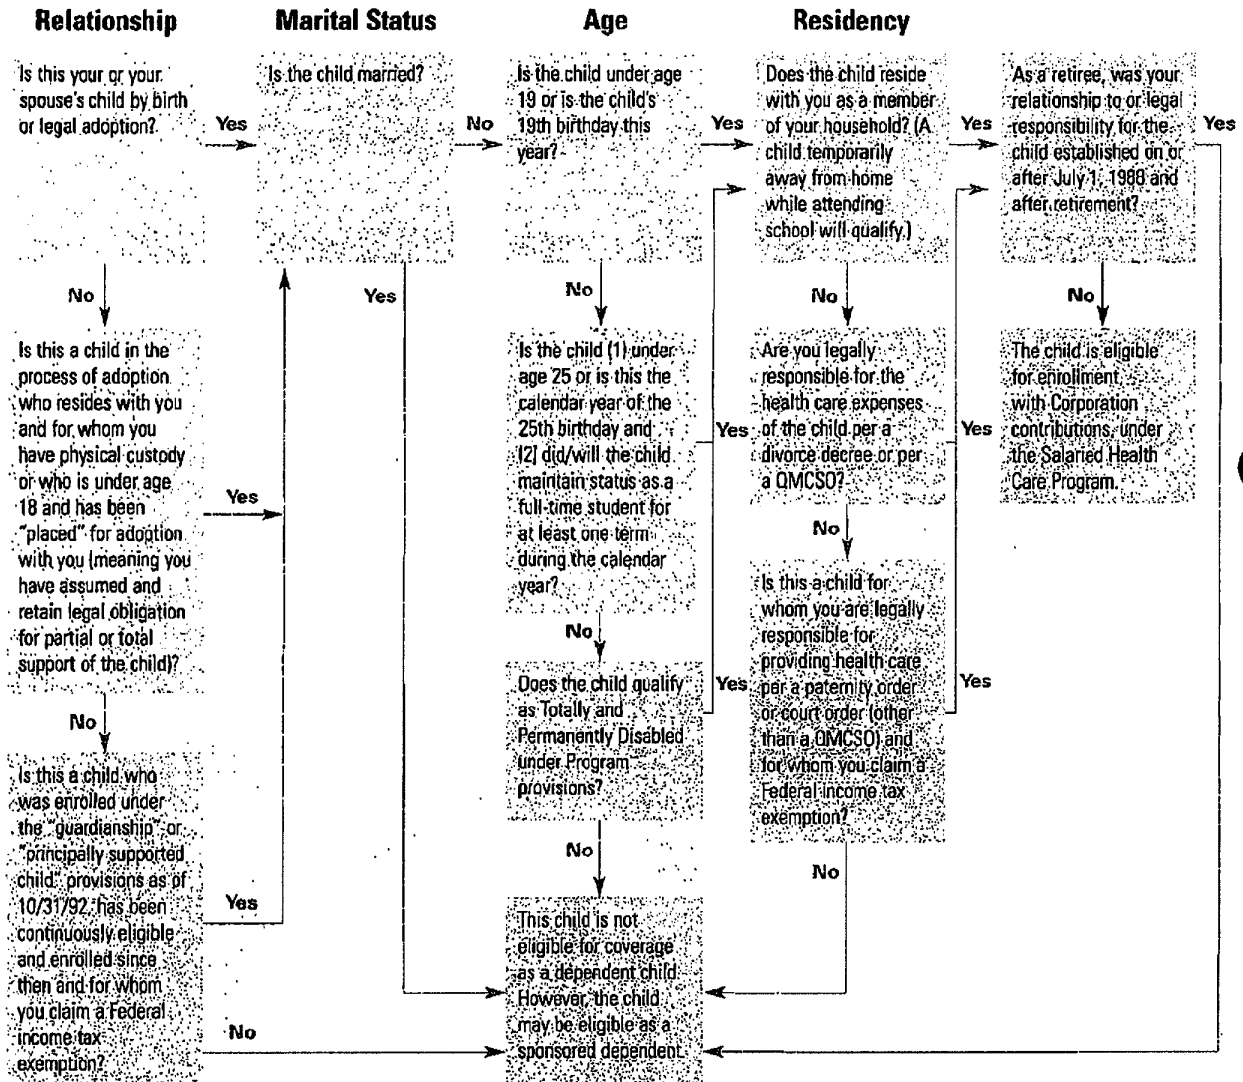 Relationship
Marital Status
Age
Residency
Is this your or your
spouse's child by birth
or legal adoption?
Yes
No
Is this a child in the
process of adoption
who resides with you
and for whom you
have physical custody
or who is under age
18 and has been
"placed" for adoption
with you (meaning you
have assumed and
retain legal obligation
for partial or total
support of the child)?
Yes
No
Is this a child who
was enrolled under
the "guardianship" or
"principally supported
child" provisions as of
10/31/92, has been
continuously eligible
and enrolled since
then and for whom
you claim a Federal
income tax
exemption?
Yes
No
Is the child married?
No
Yes
Is the child under age
19 or is the child's
19th birthday this
year?
Yes
No
Is the child (1) under
age 25 or is this the
calendar year of the
25th birthday and
[2] did/will the child
maintain status as a
full-time student for
at least one term
during the calendar
year?
Yes
No
Does the child qualify
as Totally and
Permanently Disabled
under Program
provisions?
Yes
No
This child is not
eligible for coverage
as a dependent child.
However, the child
may be eligible as a
sponsored dependent.
Does the child reside
with you as a member
of your household? (A
child temporarily
away from home
while attending
school will qualify.)
Yes
No
Are you legally
responsible for the
health care expenses
of the child per a
divorce decree or per
a QMCSO?
Yes
No
Is this a child for
whom you are legally
responsible for
providing health care
per a paternity order
or court order (other
than a QMCSO) and
for whom you claim a
Federal income tax
exemption?
Yes
No
As a retiree, was your
relationship to or legal
responsibility for the
child established on or
after July 1, 1988 and
after retirement?
Yes
No
The child is eligible
for enrollment
with Corporation
contributions, under
the Salaried Health
Care Program.